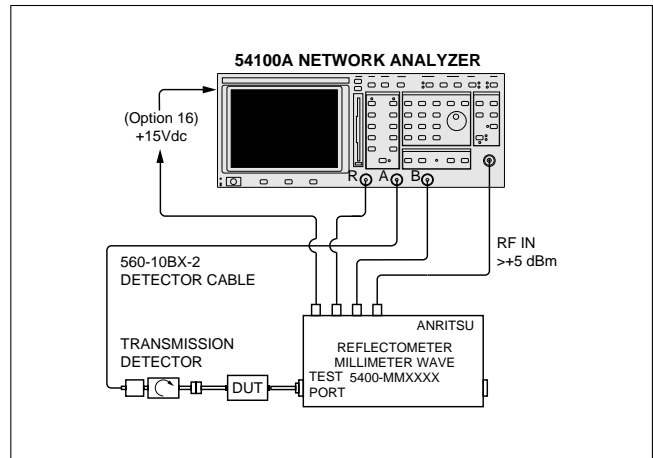 54100A NETWORK ANALYZER
(Option 16)
+15Vdc
R A B
RF IN
>+5 dBm
560-10BX-2
DETECTOR CABLE
ANRITSU
TRANSMISSION
DETECTOR
REFLECTOMETER
MILLIMETER WAVE
TEST 5400-MMXXXX
PORT
DUT